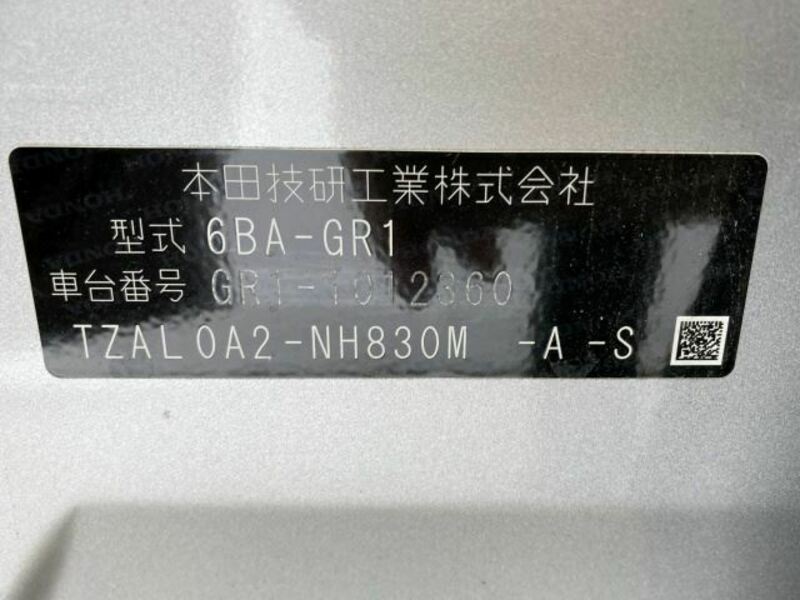 本田技研工業株式会社
型式 6BA-GR1
車台番号 GR1-1012360
TZAL0A2-NH830M -A -S